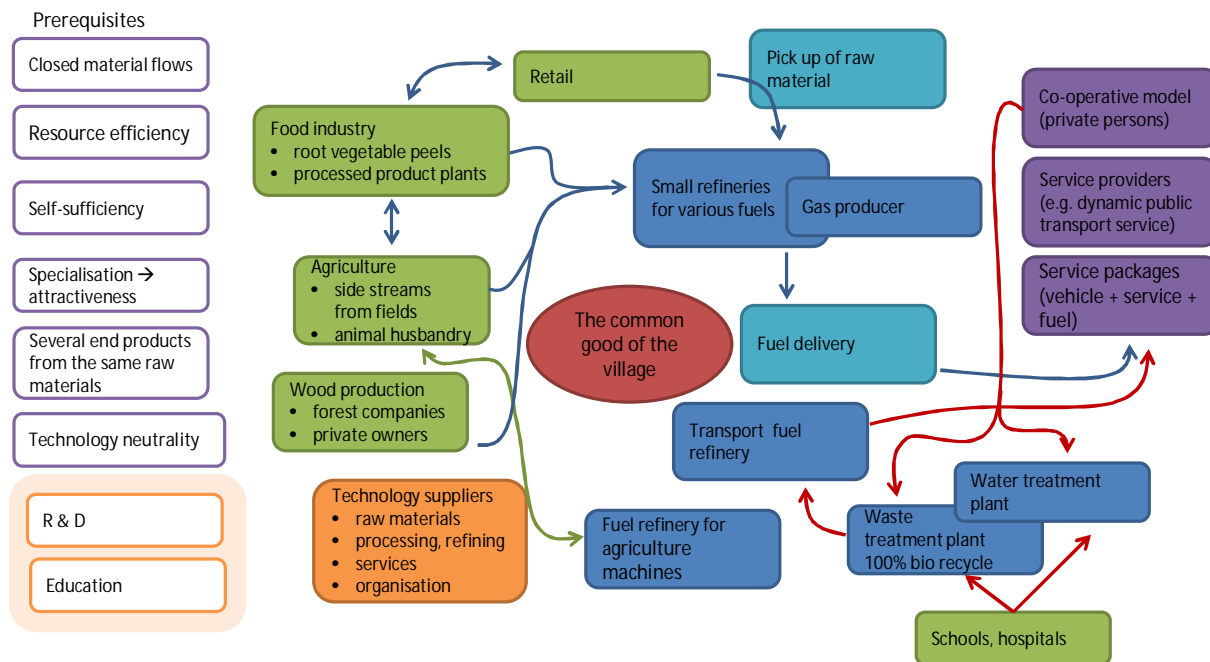 Prerequisites
Closed material flows
Resource efficiency
Self-sufficiency
Specialisation →
attractiveness
Several end products
from the same raw
materials
Technology neutrality
R & D
Education
Retail
Pick up of raw
material
Food industry
• root vegetable peels
• processed product plants
Small refineries
for various fuels
Gas producer
Co-operative model
(private persons)
Service providers
(e.g. dynamic public
transport service)
Service packages
(vehicle + service +
fuel)
Agriculture
• side streams
from fields
• animal husbandry
The common
good of the
village
Fuel delivery
Wood production
• forest companies
• private owners
Transport fuel
refinery
Water treatment
plant
Waste
treatment plant
100% bio recycle
Technology suppliers
• raw materials
• processing, refining
• services
• organisation
Fuel refinery for
agriculture
machines
Schools, hospitals